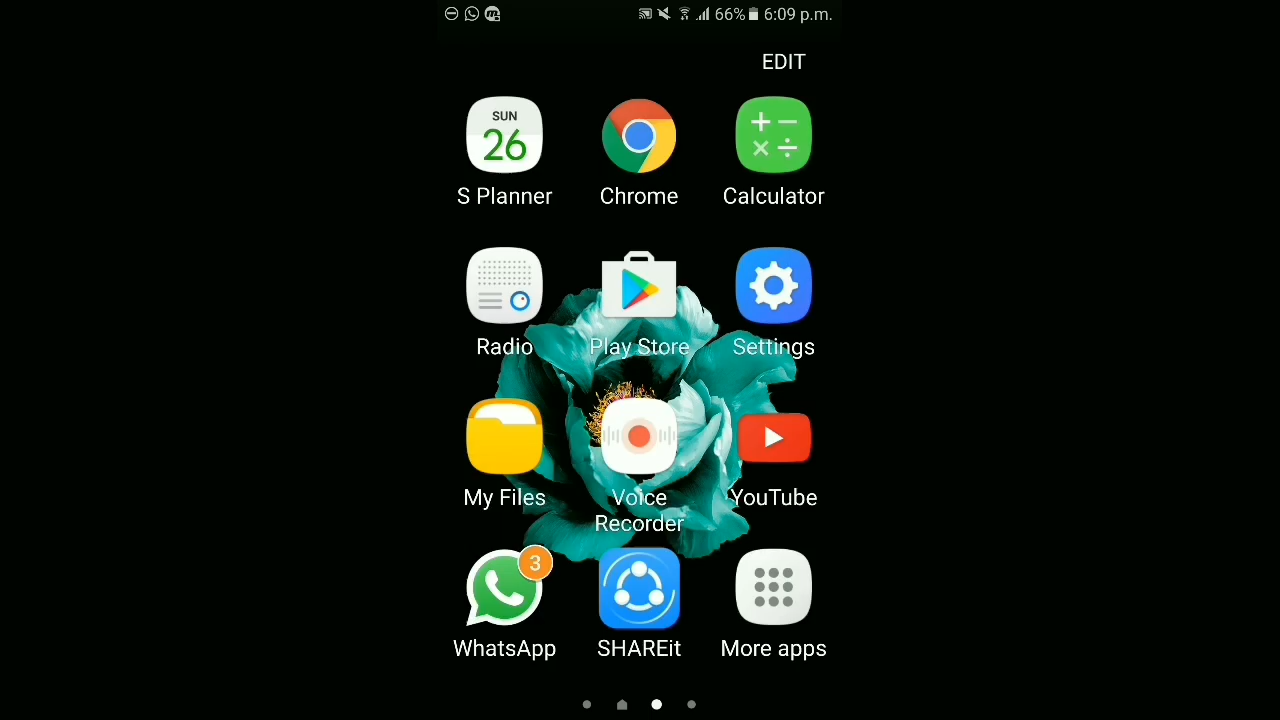 66% 6:09 p.m.
EDIT
SUN
26
S Planner
Chrome
Calculator
Radio
Play Store
Settings
My Files
Voice
Recorder
YouTube
3
WhatsApp
SHAREit
More apps